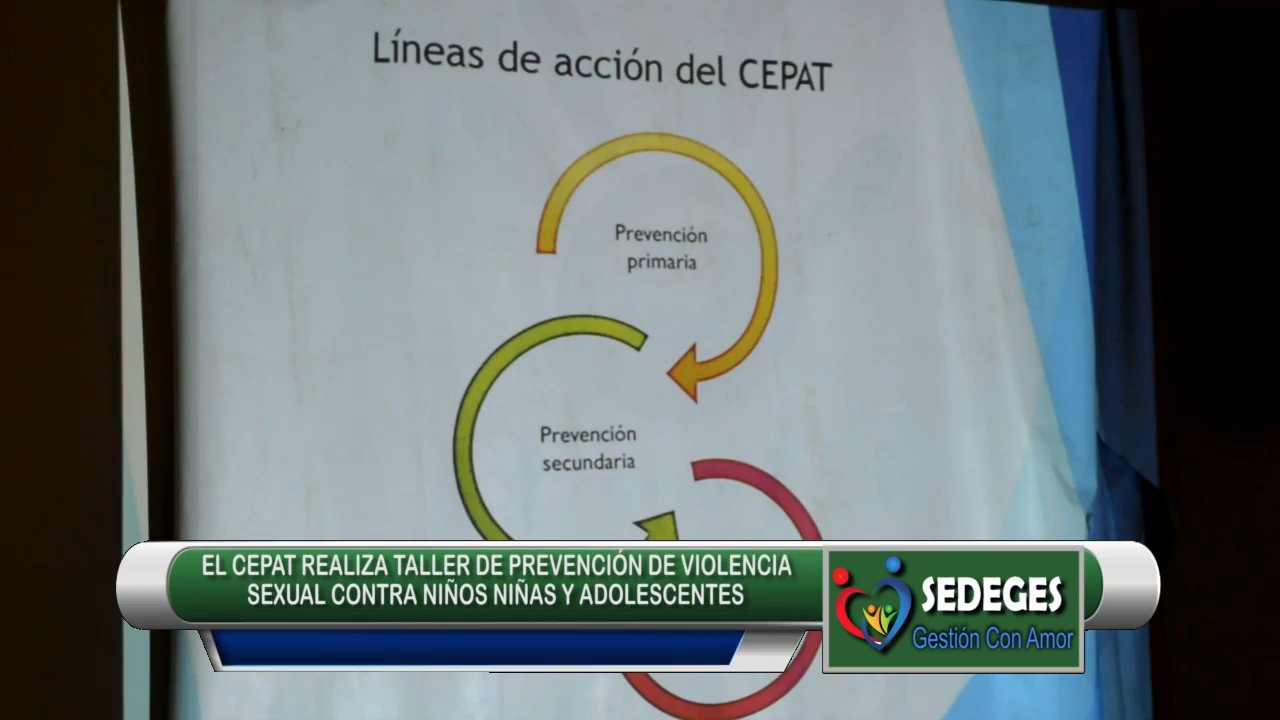 Líneas de acción del CEPAT
Prevención
primaria
Prevención
secundaria
EL CEPAT REALIZA TALLER DE PREVENCIÓN DE VIOLENCIA
SEXUAL CONTRA NIÑOS NIÑAS Y ADOLESCENTES
SEDEGES
Gestión Con Amor